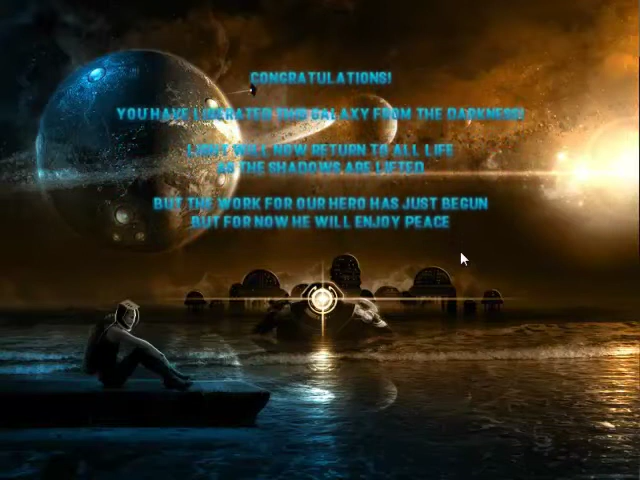 CONGRATULATIONS!
YOU HAVE LIBERATED THIS GALAXY FROM THE DARKNESS!
LIGHT WILL NOW RETURN TO ALL LIFE
AS THE SHADOWS ARE LIFTED
BUT THE WORK FOR OUR HERO HAS JUST BEGUN
BUT FOR NOW HE WILL ENJOY PEACE